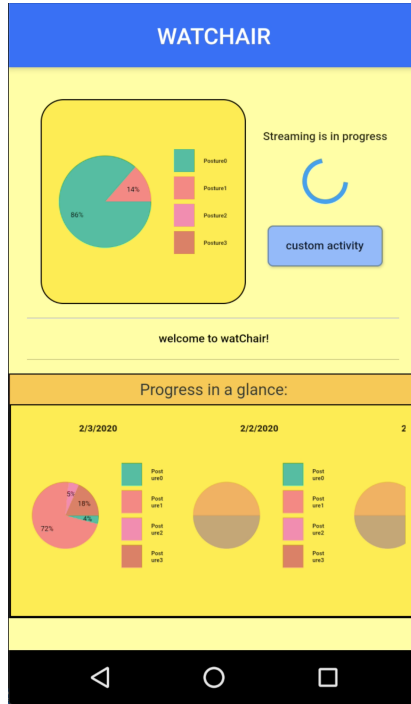 WATCHAIR
Streaming is in progress
Posture0
Posture1
Posture2
Posture3
14%
86%
custom activity
welcome to watChair!
Progress in a glance:
2/3/2020
2/2/2020
2
5%
18%
4%
72%
Post
ure0
Post
ure1
Post
ure2
Post
ure3
Post
ure0
Post
ure1
Post
ure2
Post
ure3